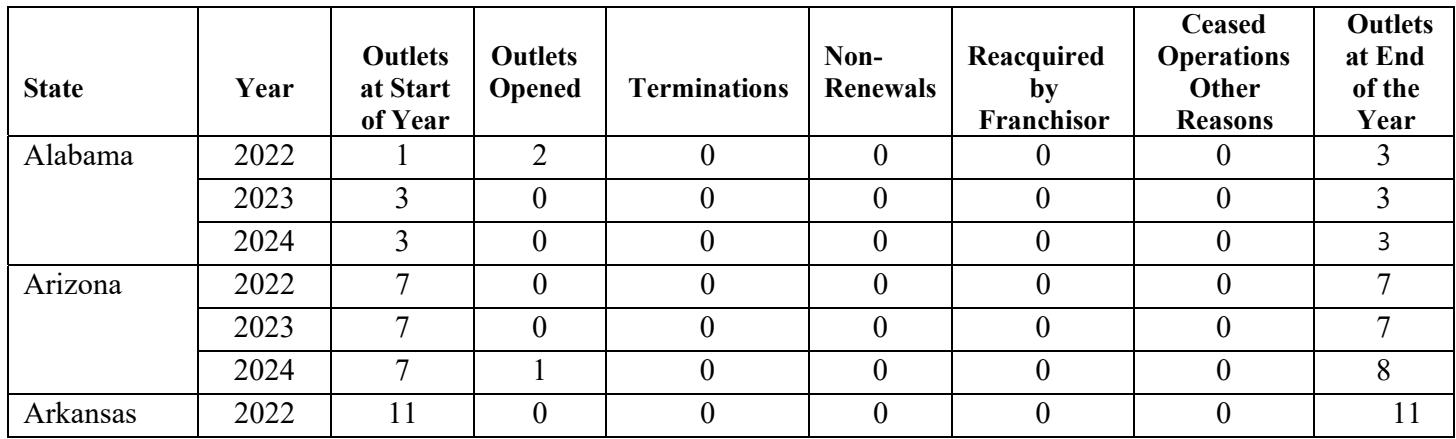 State Year Outlets at Start of Year Outlets Opened Terminations Non-Renewals Reacquired by Franchisor Ceased Operations Other Reasons Outlets at End of the Year
Alabama 2022 1 2 0 0 0 0 3
2023 3 0 0 0 0 0 3
2024 3 0 0 0 0 0 3
Arizona 2022 7 0 0 0 0 0 7
2023 7 0 0 0 0 0 7
2024 7 1 0 0 0 0 8
Arkansas 2022 11 0 0 0 0 0 11